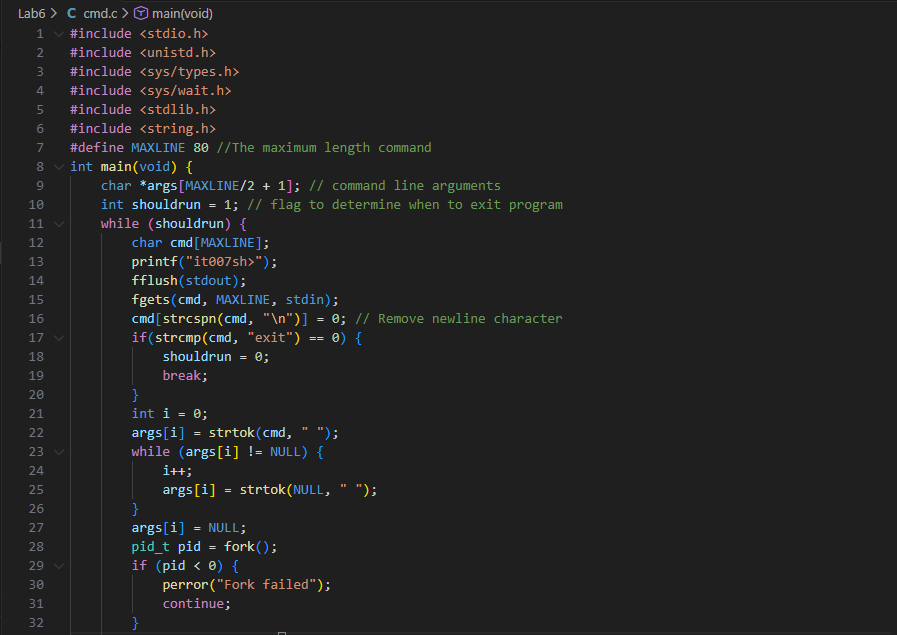 Lab6 > C cmd.c > main(void)
1 #include <stdio.h>
2 #include <unistd.h>
3 #include <sys/types.h>
4 #include <sys/wait.h>
5 #include <stdlib.h>
6 #include <string.h>
7 #define MAXLINE 80 //The maximum length command
8 int main(void) {
9     char *args[MAXLINE/2 + 1]; // command line arguments
10     int shouldrun = 1; // flag to determine when to exit program
11     while (shouldrun) {
12         char cmd[MAXLINE];
13         printf("it007sh>");
14         fflush(stdout);
15         fgets(cmd, MAXLINE, stdin);
16         cmd[strcspn(cmd, "\n")] = 0; // Remove newline character
17         if(strcmp(cmd, "exit") == 0) {
18             shouldrun = 0;
19             break;
20         }
21         int i = 0;
22         args[i] = strtok(cmd, " ");
23         while (args[i] != NULL) {
24             i++;
25             args[i] = strtok(NULL, " ");
26         }
27         args[i] = NULL;
28         pid_t pid = fork();
29         if (pid < 0) {
30             perror("Fork failed");
31             continue;
32         }